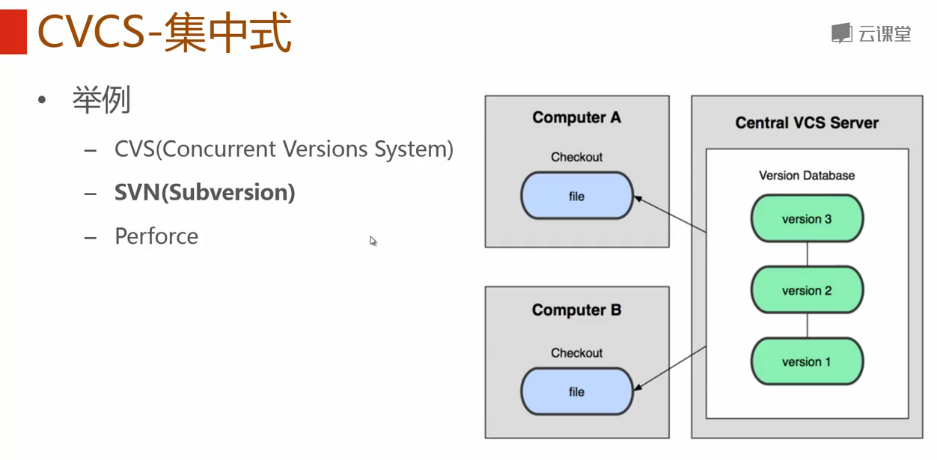 CVCS-集中式
云课堂
• 举例
– CVS(Concurrent Versions System)
– SVN(Subversion)
– Perforce
Computer A
Checkout
file
Computer B
Checkout
file
Central VCS Server
Version Database
version 3
version 2
version 1